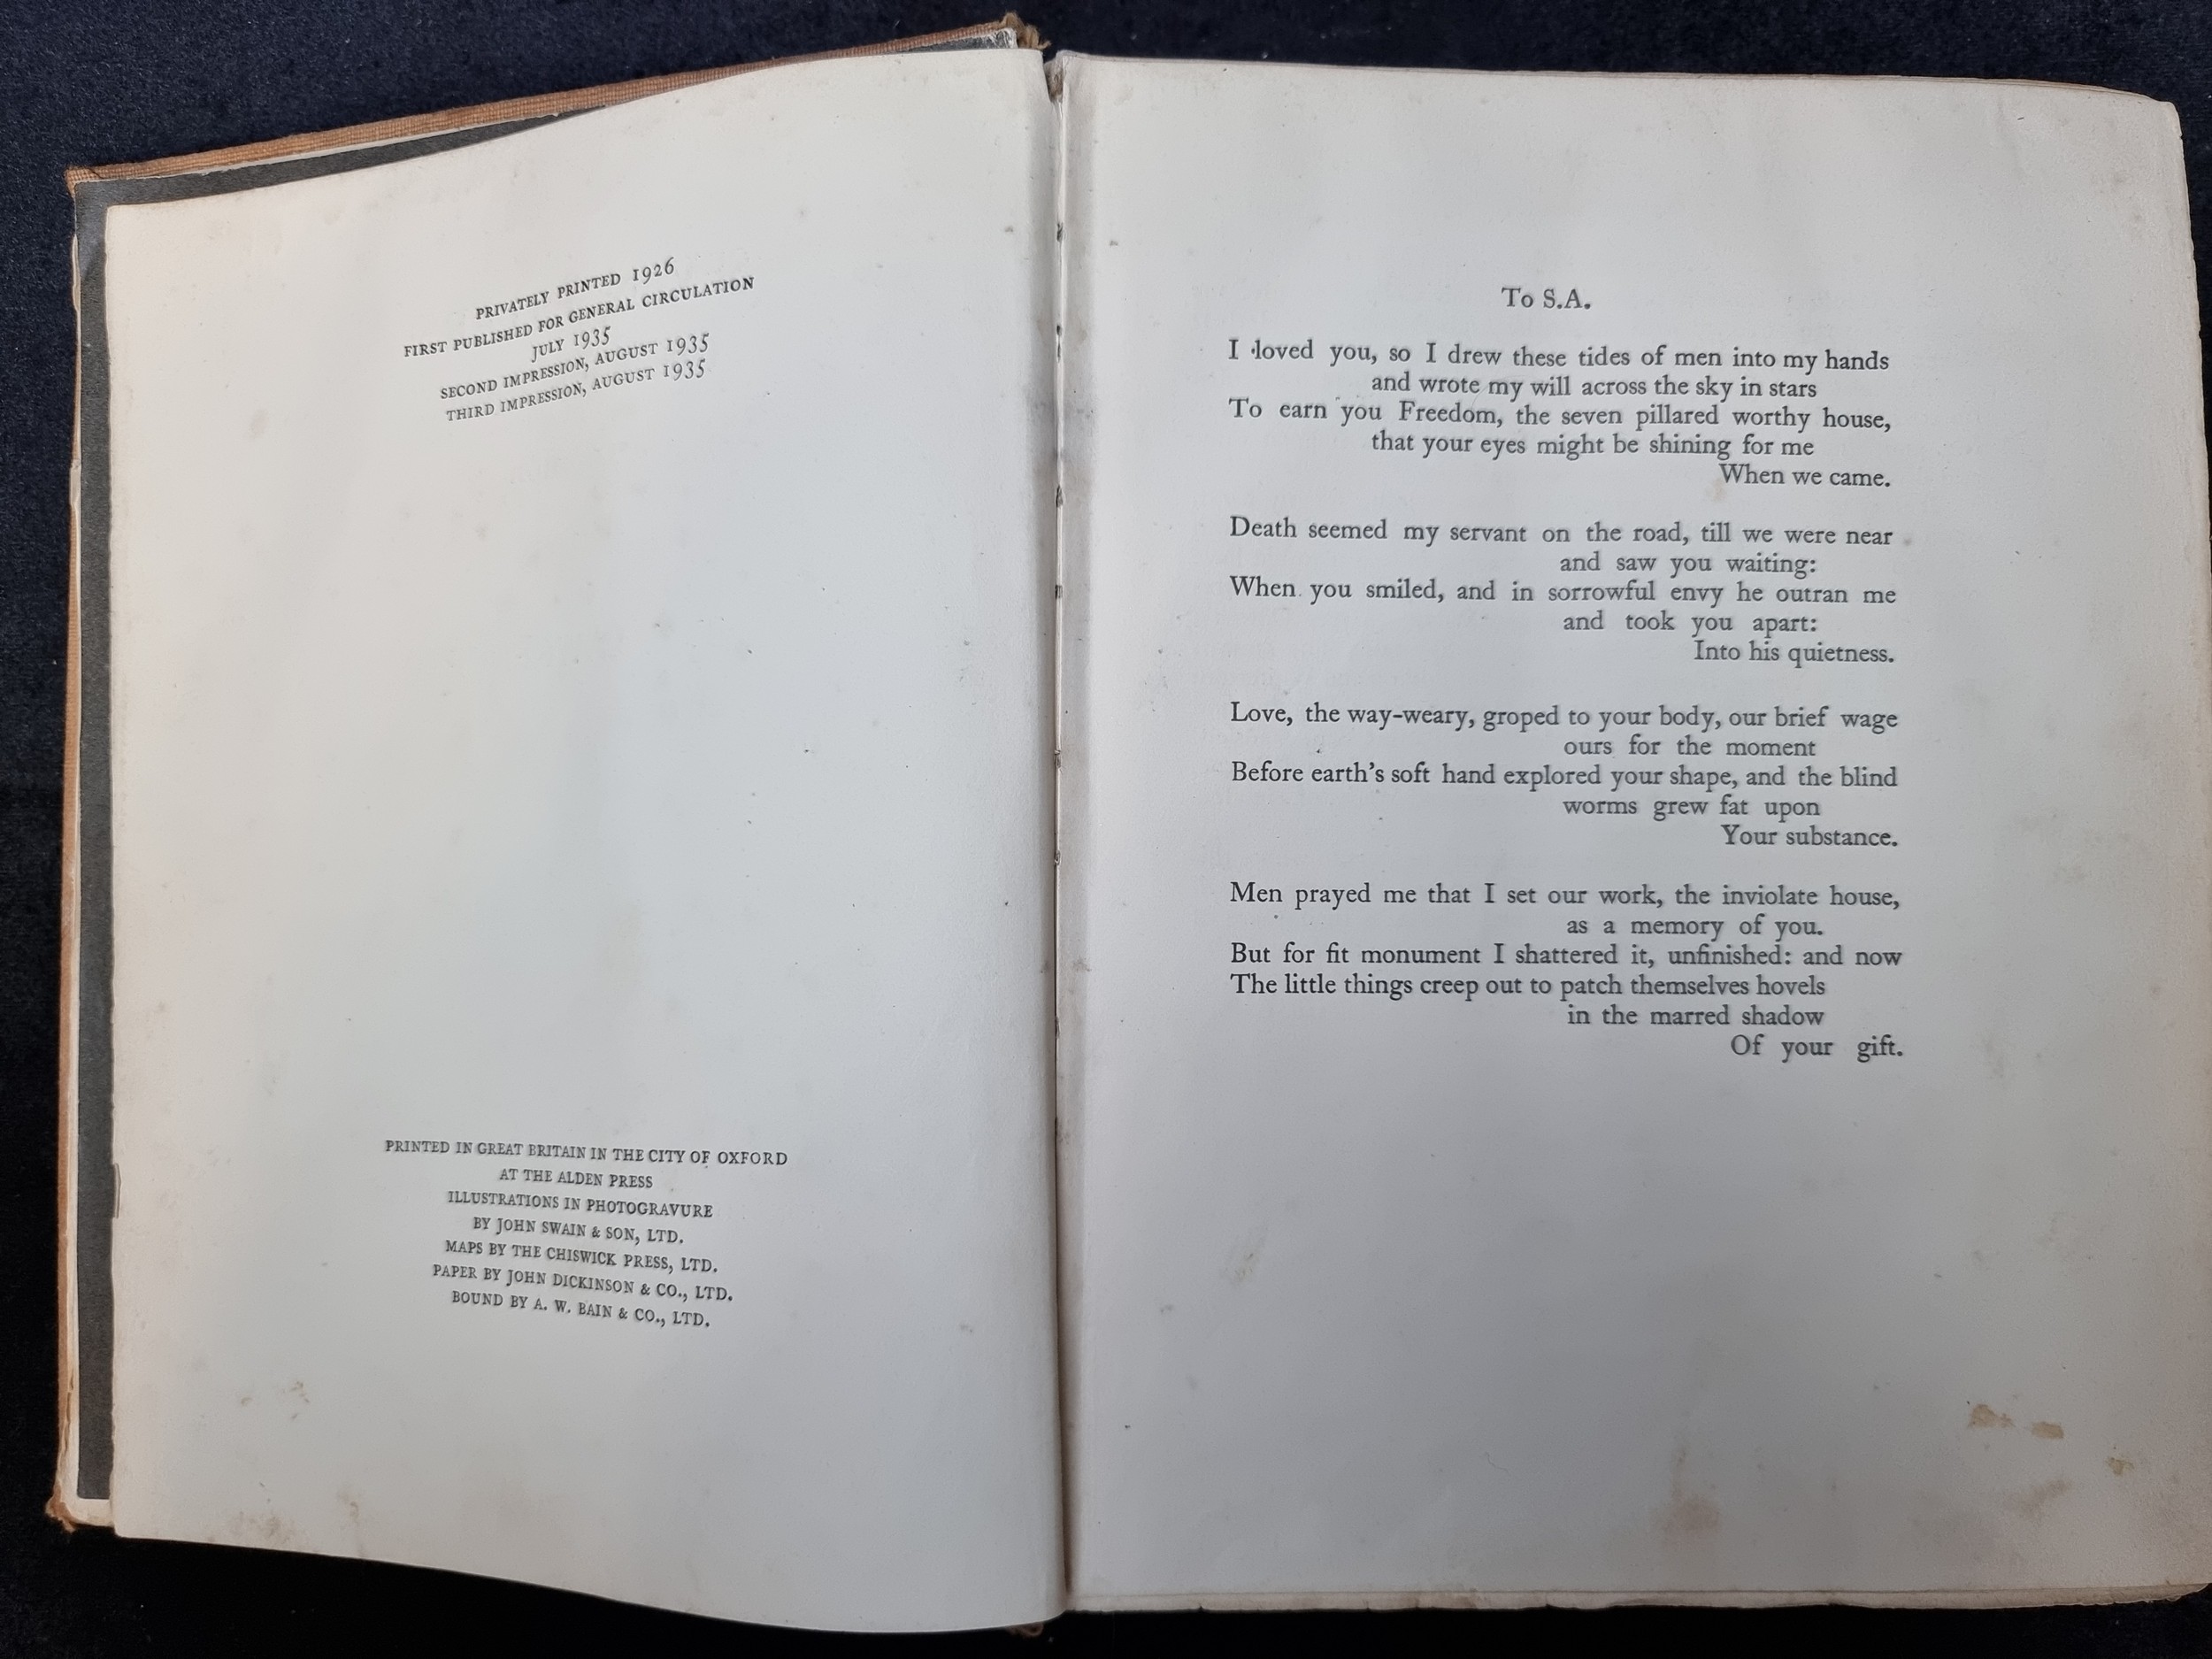 PRIVATELY PRINTED 1926
FIRST PUBLISHED FOR GENERAL CIRCULATION
JULY 1935
SECOND IMPRESSION, AUGUST 1935
THIRD IMPRESSION, AUGUST 1935
PRINTED IN GREAT BRITAIN IN THE CITY OF OXFORD
AT THE ALDEN PRESS
ILLUSTRATIONS IN PHOTOGRAVURE
BY JOHN SWAIN & SON, LTD.
MAPS BY THE CHISWICK PRESS, LTD.
PAPER BY JOHN DICKINSON & CO., LTD.
BOUND BY A. W. BAIN & CO., LTD.
To S.A.
I loved you, so I drew these tides of men into my hands
and wrote my will across the sky in stars
To earn you Freedom, the seven pillared worthy house,
that your eyes might be shining for me
When we came.
Death seemed my servant on the road, till we were near
and saw you waiting:
When you smiled, and in sorrowful envy he outran me
and took you apart:
Into his quietness.
Love, the way-weary, groped to your body, our brief wage
ours for the moment
Before earth's soft hand explored your shape, and the blind
worms grew fat upon
Your substance.
Men prayed me that I set our work, the inviolate house,
as a memory of you.
But for fit monument I shattered it, unfinished: and now
The little things creep out to patch themselves hovels
in the marred shadow
Of your gift.